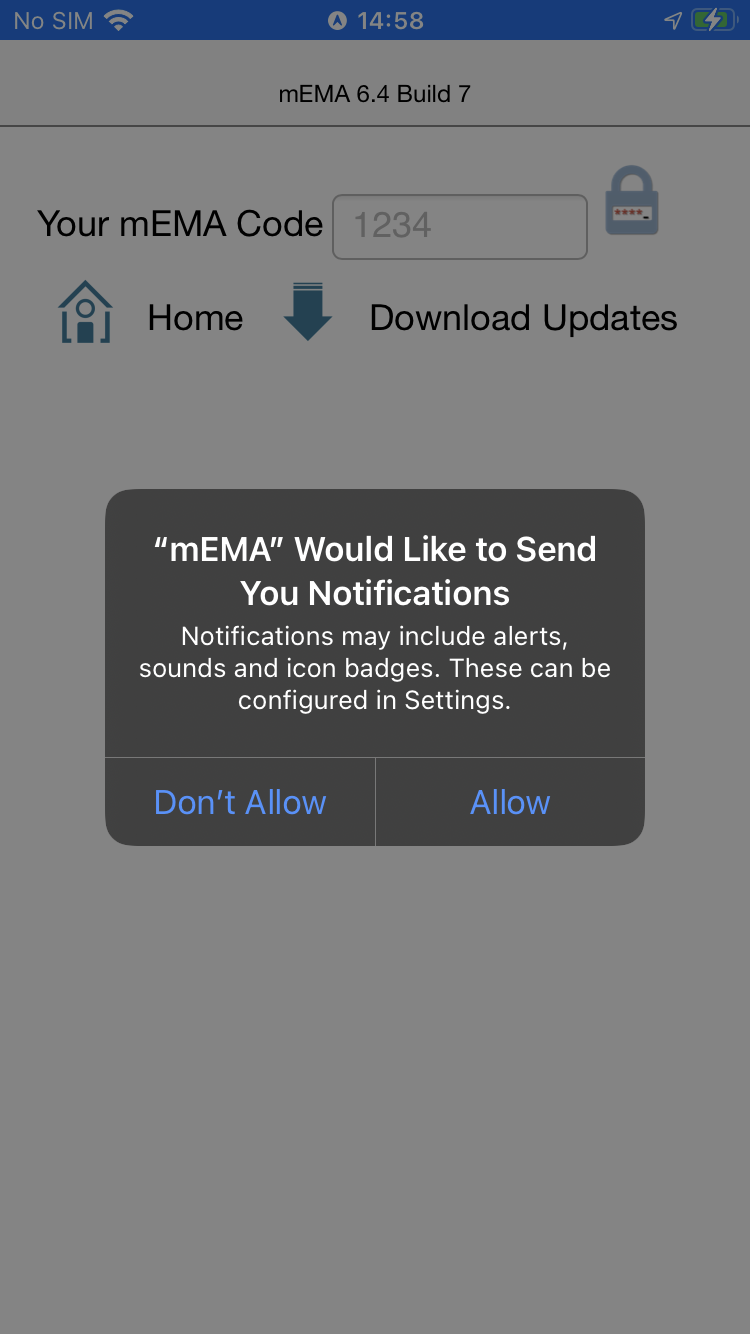 No SIM 14:58
mEMA 6.4 Build 7
Your mEMA Code 1234
****_
Home Download Updates
“mEMA” Would Like to Send
You Notifications
Notifications may include alerts,
sounds and icon badges. These can be
configured in Settings.
Don’t Allow Allow